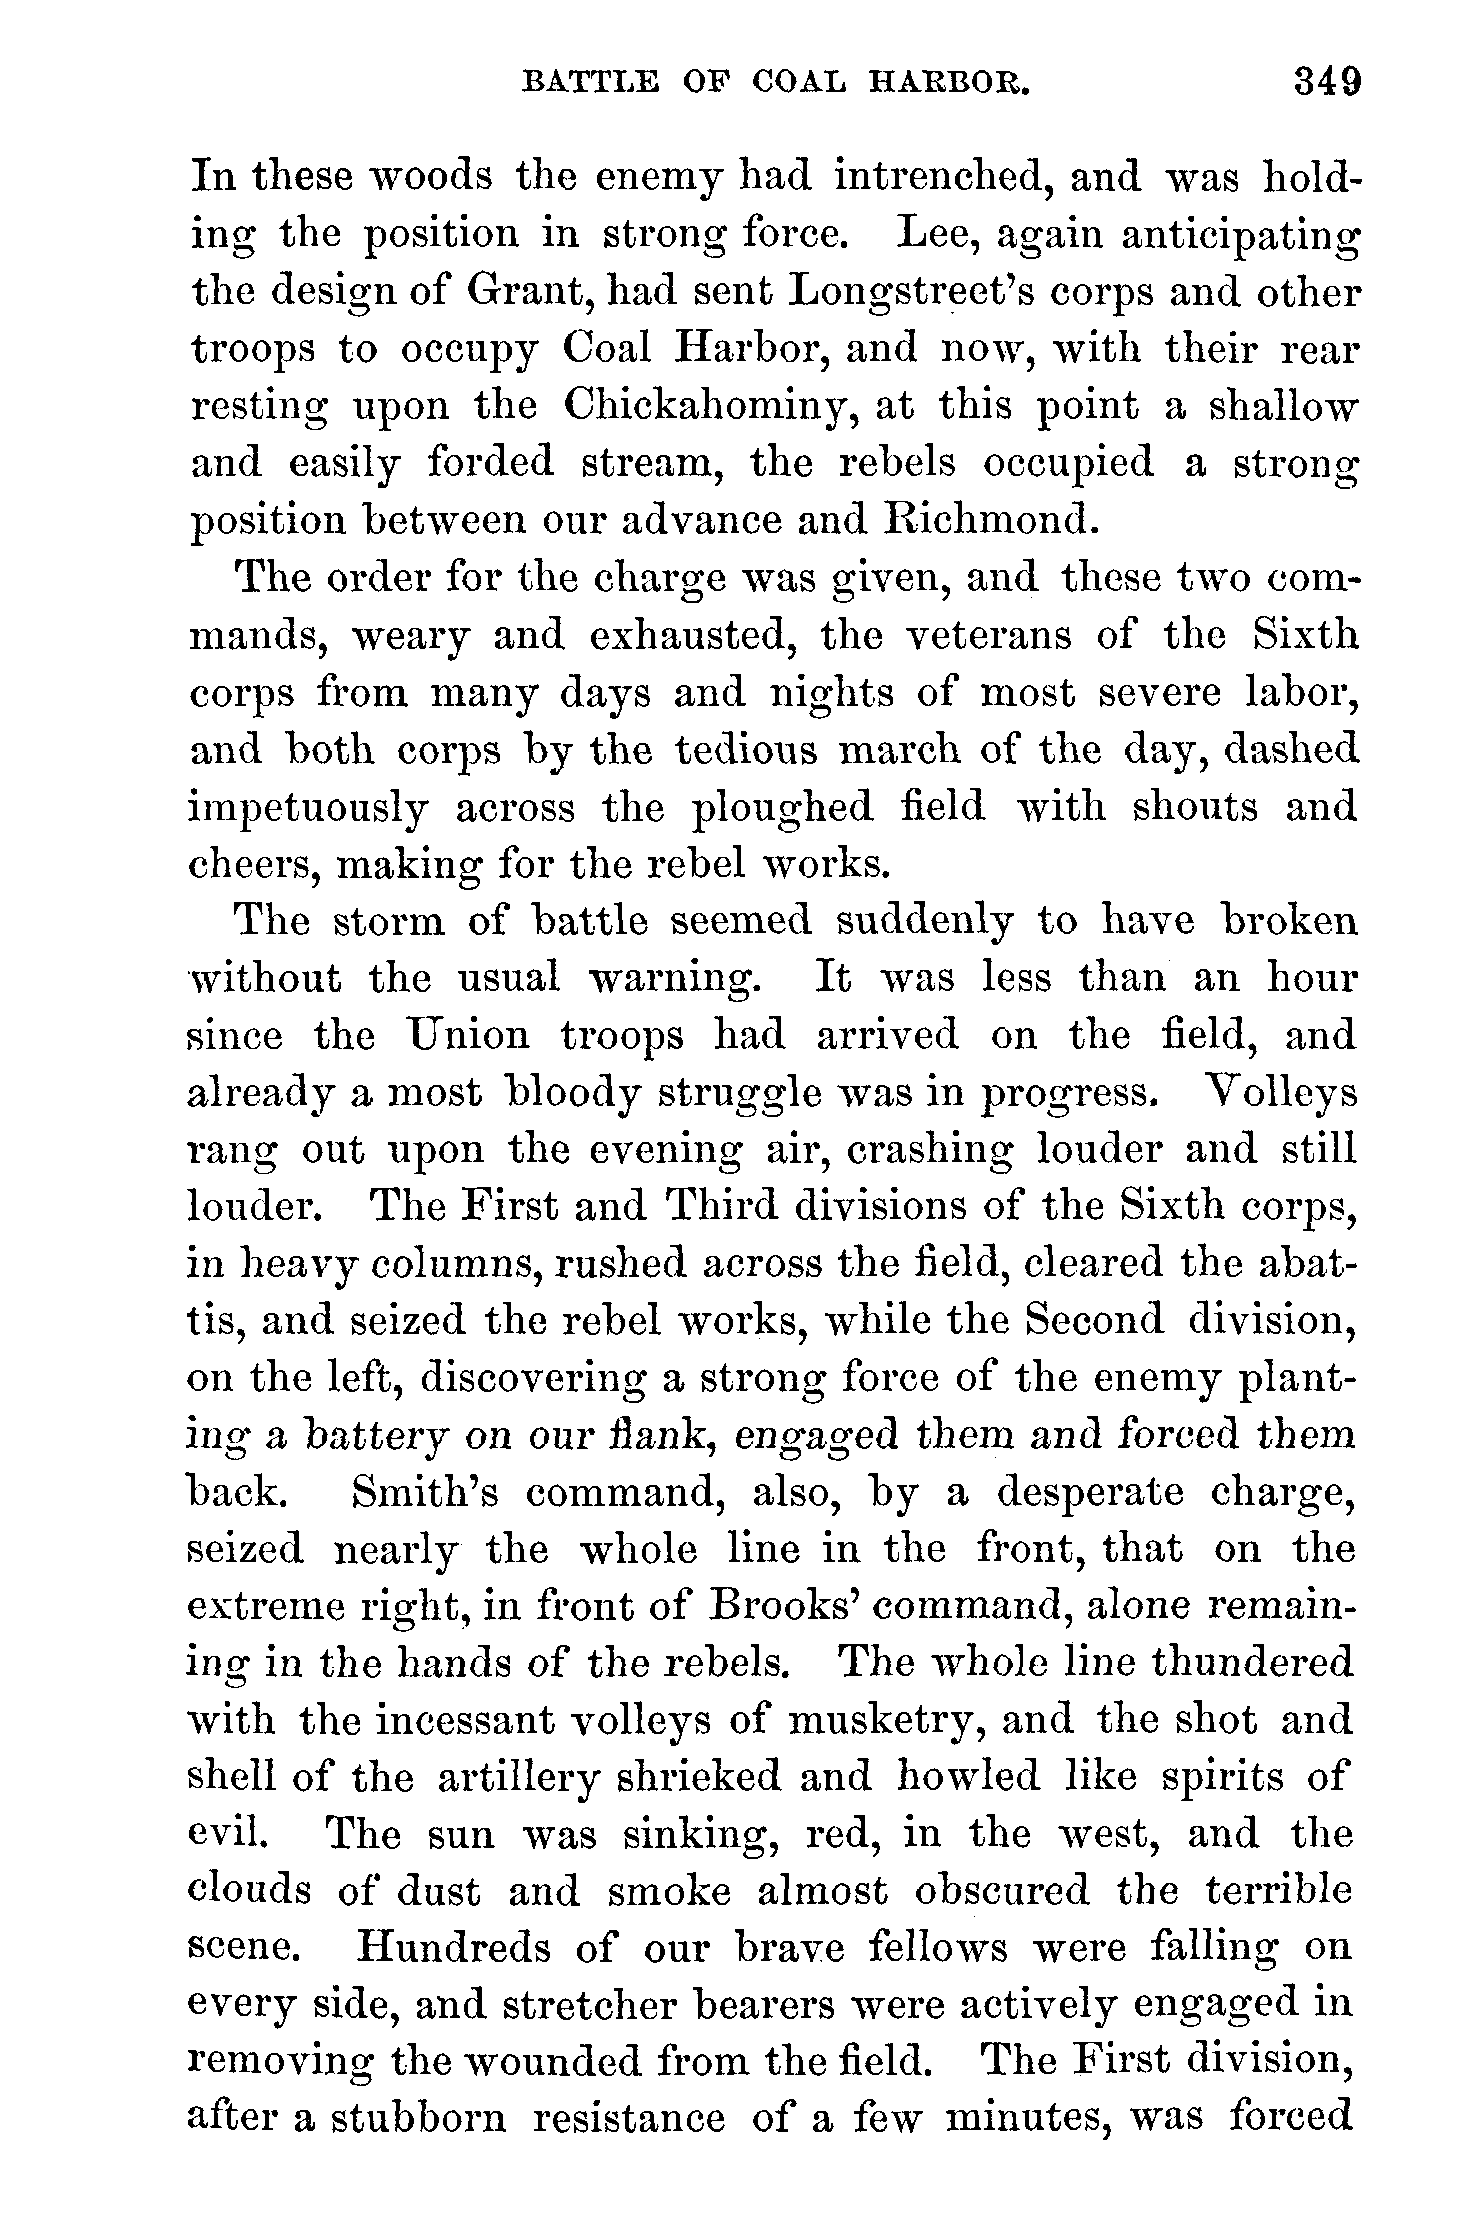 BATTLE OF COAL HARBOR. 349
In these woods the enemy had intrenched, and was hold-
ing the position in strong force. Lee, again anticipating
the design of Grant, had sent Longstreet's corps and other
troops to occupy Coal Harbor, and now, with their rear
resting upon the Chickahominy, at this point a shallow
and easily forded stream, the rebels occupied a strong
position between our advance and Richmond.
The order for the charge was given, and these two com-
mands, weary and exhausted, the veterans of the Sixth
corps from many days and nights of most severe labor,
and both corps by the tedious march of the day, dashed
impetuously across the ploughed field with shouts and
cheers, making for the rebel works.
The storm of battle seemed suddenly to have broken
without the usual warning. It was less than an hour
since the Union troops had arrived on the field, and
already a most bloody struggle was in progress. Volleys
rang out upon the evening air, crashing louder and still
louder. The First and Third divisions of the Sixth corps,
in heavy columns, rushed across the field, cleared the abat-
tis, and seized the rebel works, while the Second division,
on the left, discovering a strong force of the enemy plant-
ing a battery on our flank, engaged them and forced them
back. Smith's command, also, by a desperate charge,
seized nearly the whole line in the front, that on the
extreme right, in front of Brooks' command, alone remain-
ing in the hands of the rebels. The whole line thundered
with the incessant volleys of musketry, and the shot and
shell of the artillery shrieked and howled like spirits of
evil. The sun was sinking, red, in the west, and the
clouds of dust and smoke almost obscured the terrible
scene. Hundreds of our brave fellows were falling on
every side, and stretcher bearers were actively engaged in
removing the wounded from the field. The First division,
after a stubborn resistance of a few minutes, was forced